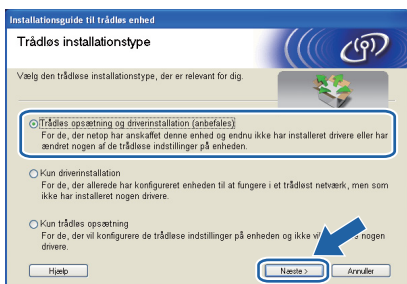 Installationsguide til trådløs enhed
Trådløs installationstype
Vælg den trådløse installationstype, der er relevant for dig.
Trådløs opsætning og driverinstallation (anbefales)
For de, der netop har anskaffet denne enhed og endnu ikke har installeret drivere eller har
ændret nogen af de trådløse indstillinger på enheden.
Kun driverinstallation
For de, der allerede har konfigureret enheden til at fungere i et trådløst netværk, men som
ikke har installeret nogen drivere.
Kun trådløs opsætning
For de, der vil konfigurere de trådløse indstillinger på enheden og ikke nogen
drivere.
Hjælp
Næste >
Annuller